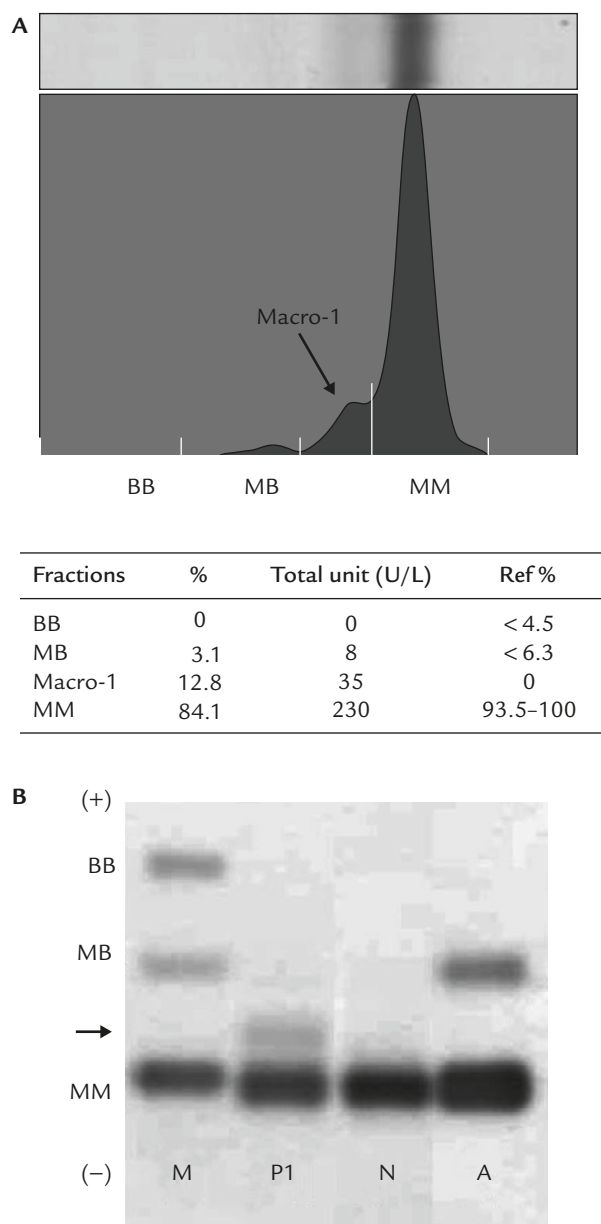 A
Macro-1
BB MB MM
Fractions % Total unit (U/L) Ref %
BB 0 0 < 4.5
MB 3.1 8 < 6.3
Macro-1 12.8 35 0
MM 84.1 230 93.5–100
B
(+)
BB
MB
MM
(−) M P1 N A